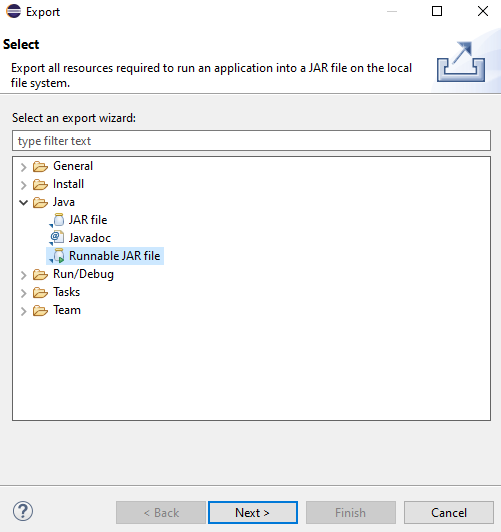 Export
Select
Export all resources required to run an application into a JAR file on the local
file system.
Select an export wizard:
type filter text
General
Install
Java
JAR file
Javadoc
Runnable JAR file
Run/Debug
Tasks
Team
? < Back Next > Finish Cancel